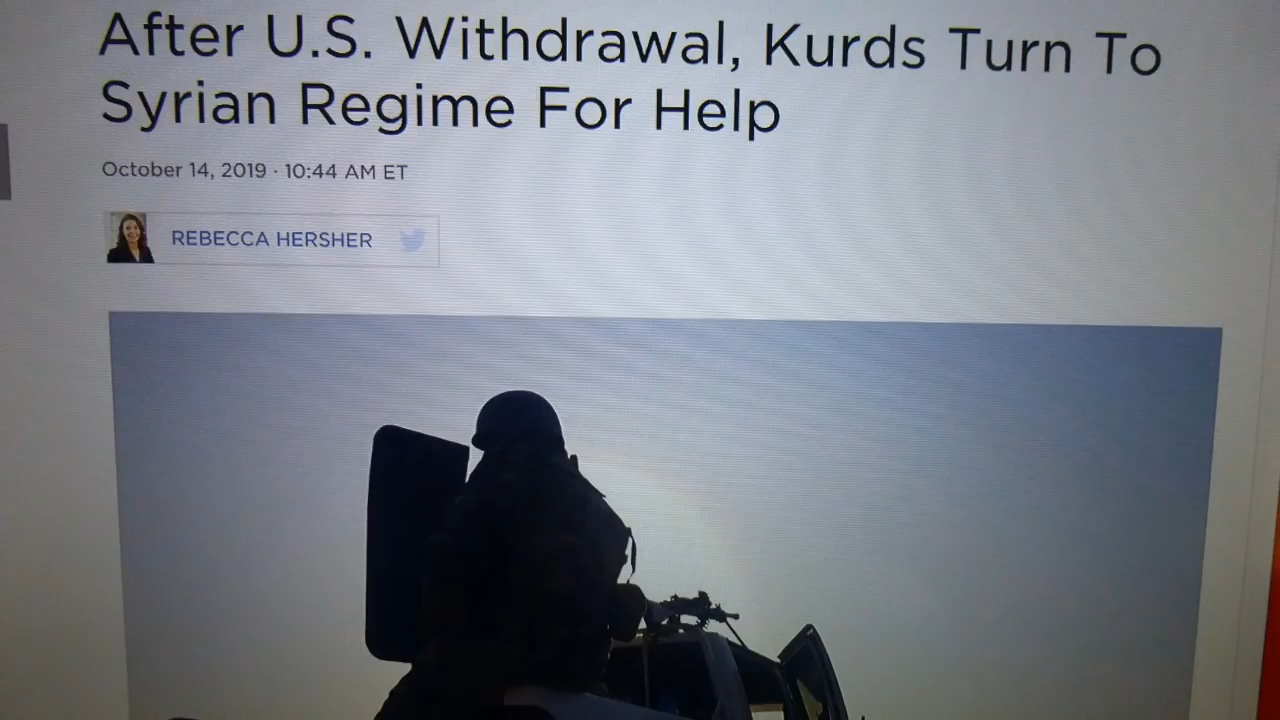 After U.S. Withdrawal, Kurds Turn To
Syrian Regime For Help
October 14, 2019 · 10:44 AM ET
REBECCA HERSHER